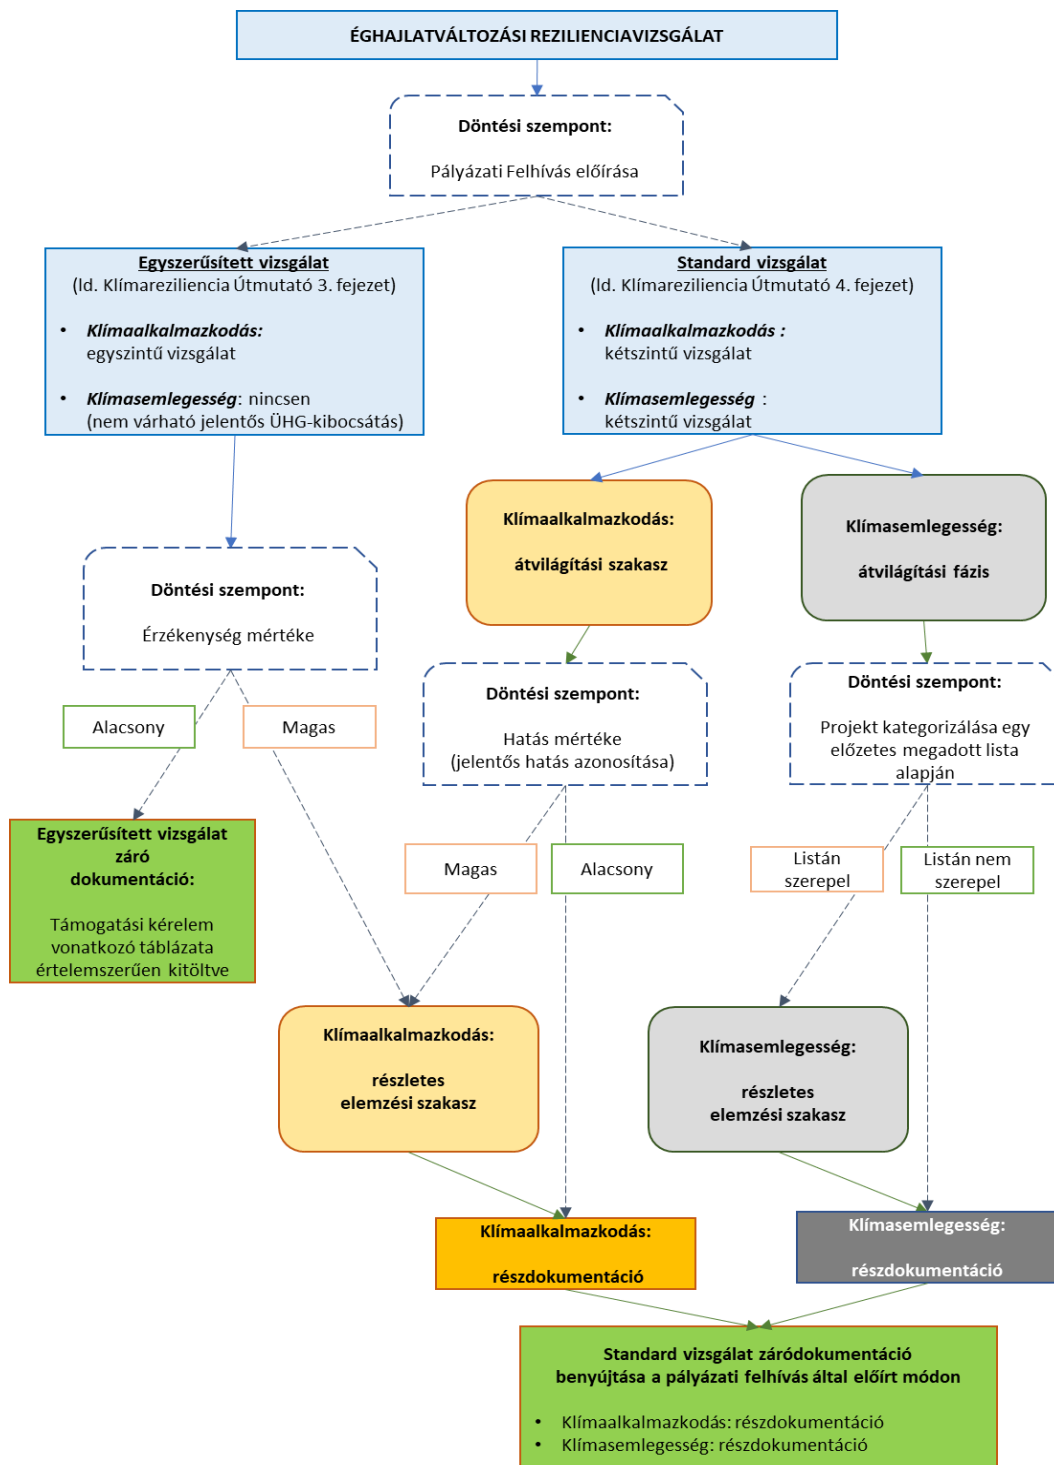 ÉGHAJLATVÁLTOZÁSI REZILIENCIAVIZSGÁLAT
Döntési szempont:
Pályázati Felhívás előírása
Egyszerűsített vizsgálat
(ld. Klímareziliencia Útmutató 3. fejezet)
• Klímaalkalmazkodás:
egyszintű vizsgálat
• Klímasemlegesség: nincsen
(nem várható jelentős ÜHG-kibocsátás)
Standard vizsgálat
(ld. Klímareziliencia Útmutató 4. fejezet)
• Klímaalkalmazkodás :
kétszintű vizsgálat
• Klímasemlegesség :
kétszintű vizsgálat
Klímaalkalmazkodás:
átvilágítási szakasz
Klímasemlegesség:
átvilágítási fázis
Döntési szempont:
Érzékenység mértéke
Döntési szempont:
Hatás mértéke
(jelentős hatás azonosítása)
Döntési szempont:
Projekt kategorizálása egy
előzetes megadott lista
alapján
Alacsony
Magas
Egyszerűsített vizsgálat
záró
dokumentáció:
Támogatási kérelem
vonatkozó táblázata
értelemszerűen kitöltve
Magas
Alacsony
Listán
szerepel
Listán nem
szerepel
Klímaalkalmazkodás:
részletes
elemzési szakasz
Klímasemlegesség:
részletes
elemzési szakasz
Klímaalkalmazkodás:
részdokumentáció
Klímasemlegesség:
részdokumentáció
Standard vizsgálat záródokumentáció
benyújtása a pályázati felhívás által előírt módon
• Klímaalkalmazkodás: részdokumentáció
• Klímasemlegesség: részdokumentáció